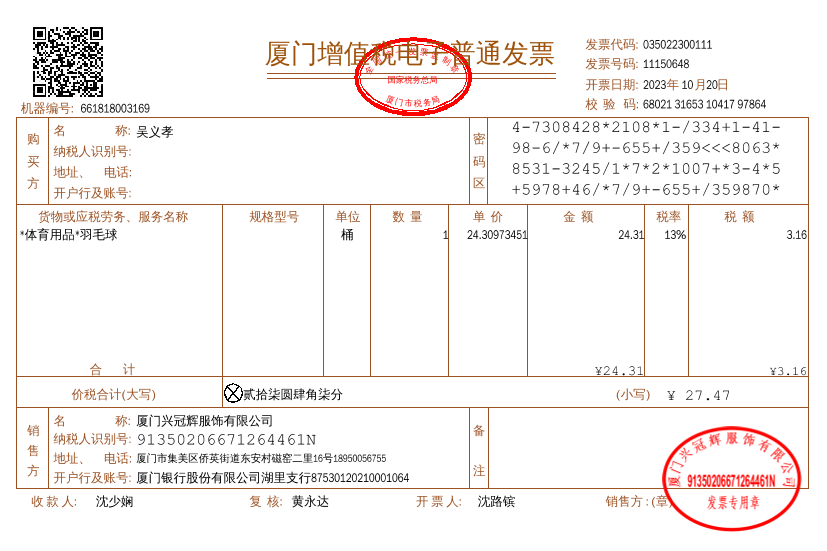 厦门增值税电子普通发票
国家税务总局
厦门市税务局
发票代码: 035022300111
发票号码: 11150648
开票日期: 2023年 10 月20日
校 验 码: 68021 31653 10417 97864
机器编号: 661818003169
购买方
名 称: 吴义孝
纳税人识别号:
地址、 电话:
开户行及账号:
密码区
4-7308428*2108*1-/334+1-41-
98-6/*7/9+-655+/359<<<8063*
8531-3245/1*7*2*1007+*3-4*5
+5978+46/*7/9+-655+/359870*
货物或应税劳务、服务名称 规格型号 单位 数 量 单 价 金 额 税率 税 额
*体育用品*羽毛球 桶 1 24.30973451 24.31 13% 3.16
合 计 ¥24.31 ¥3.16
价税合计(大写) 贰拾柒圆肆角柒分 (小写) ¥ 27.47
销售方
名 称: 厦门兴冠辉服饰有限公司
纳税人识别号: 91350206671264461N
地址、 电话: 厦门市集美区侨英街道东安村磁窑二里16号18950056755
开户行及账号: 厦门银行股份有限公司湖里支行87530120210001064
备注
厦门兴冠辉服饰有限公司
91350206671264461N
发票专用章
收 款 人: 沈少娴 复 核: 黄永达 开 票 人: 沈路镔 销售方 : (章)